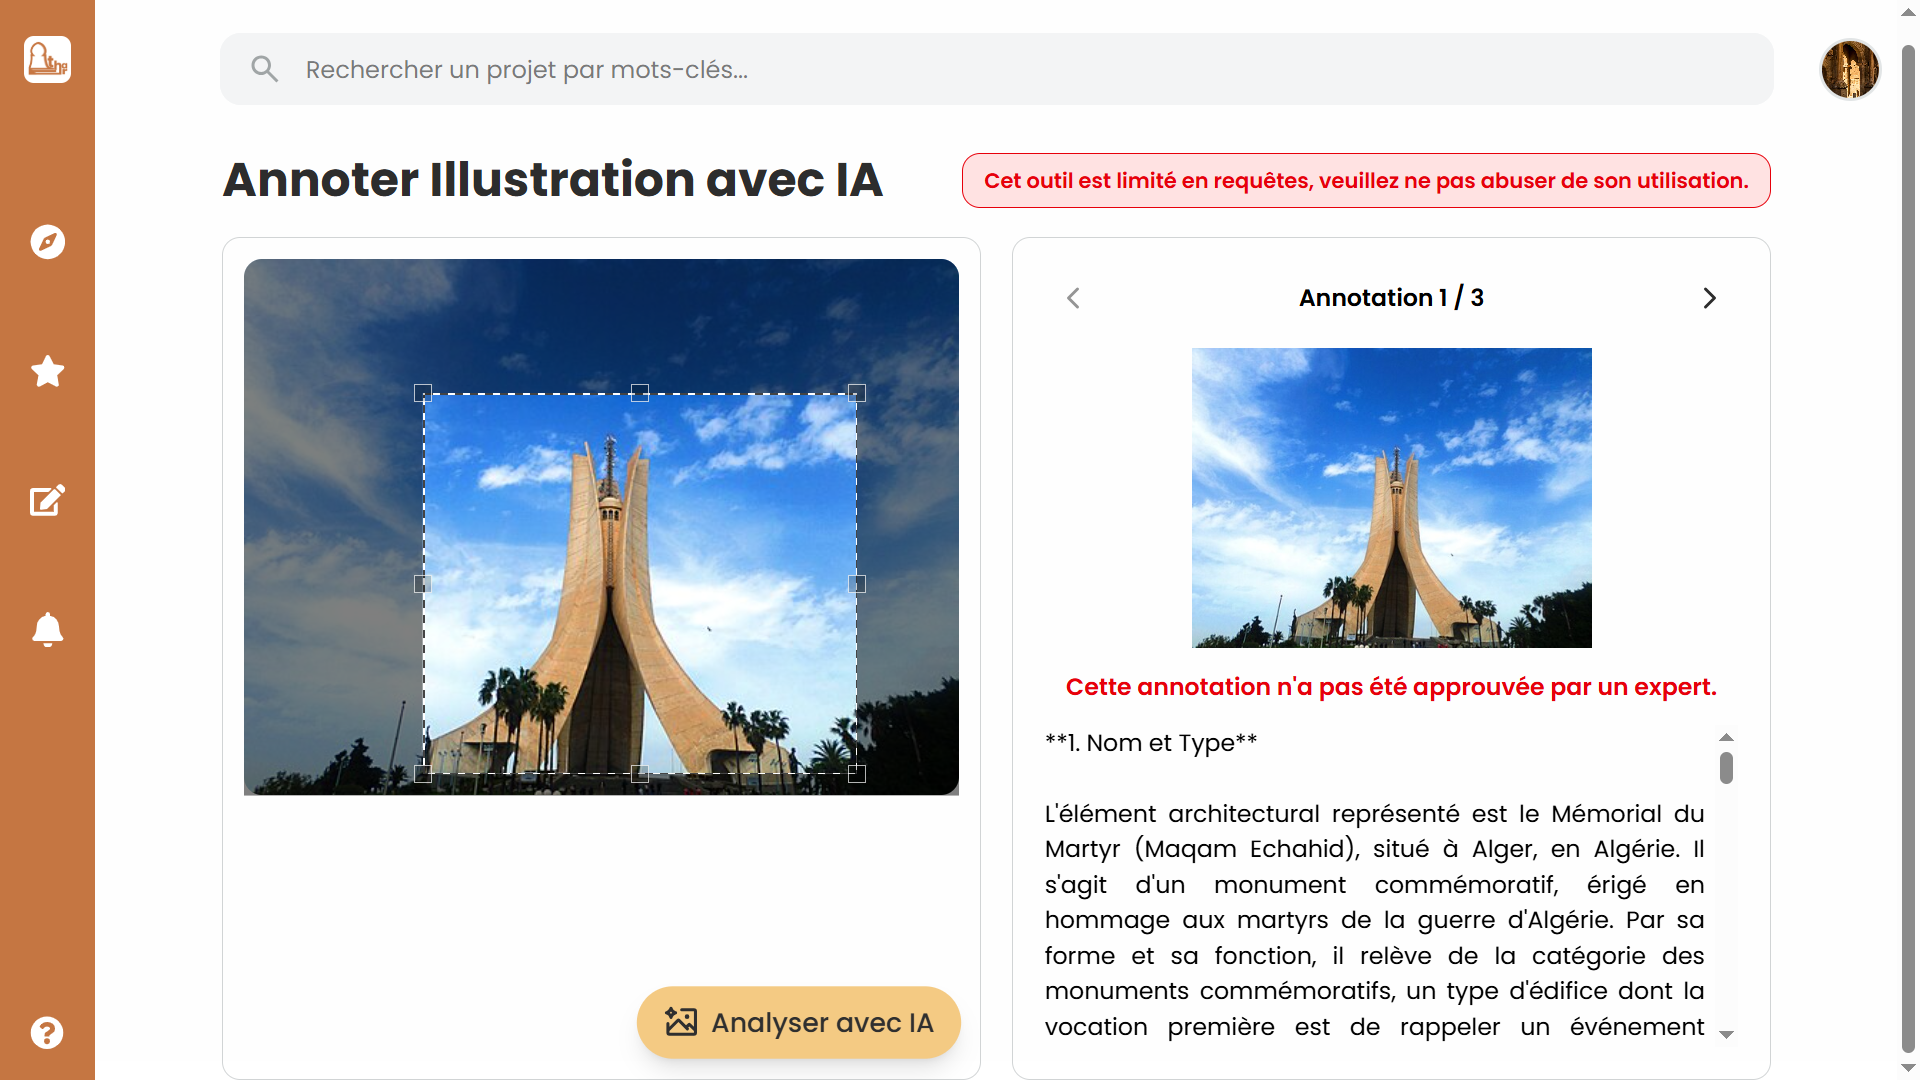 Rechercher un projet par mots-clés...
Annoter Illustration avec IA
Cet outil est limité en requêtes, veuillez ne pas abuser de son utilisation.
Annotation 1 / 3
Cette annotation n'a pas été approuvée par un expert.
**1. Nom et Type**
L'élément architectural représenté est le Mémorial du
Martyr (Maqam Echahid), situé à Alger, en Algérie. Il
s'agit d'un monument commémoratif, érigé en
hommage aux martyrs de la guerre d'Algérie. Par sa
forme et sa fonction, il relève de la catégorie des
monuments commémoratifs, un type d'édifice dont la
vocation première est de rappeler un événement
Analyser avec IA